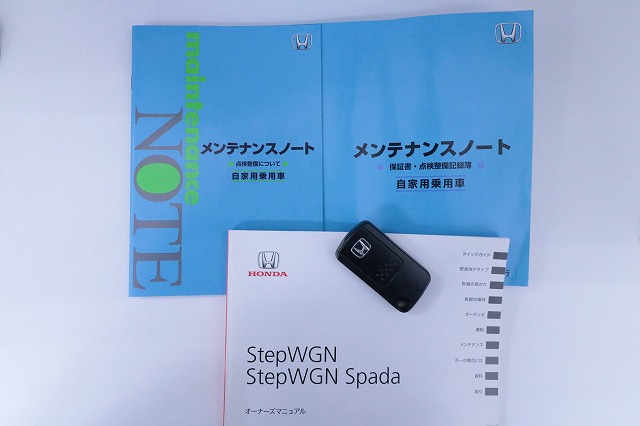 maintenance
NOTE
メンテナンスノート
点検整備について
自家用乗用車
メンテナンスノート
保証書・点検整備記録簿
自家用乗用車
HONDA
StepWGN
StepWGN Spada
オーナーズマニュアル
クイックガイド
安全なドライブ
計器の見かた
各部の操作
オーディオ
運転
メンテナンス
万一の場合には
資料
索引